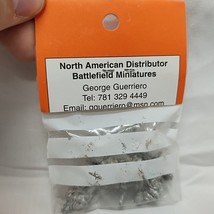 North American Distributor
Battlefield Miniatures
George Guerriero
Tel: 781 329 4449
Email: gguerriero@msn.com